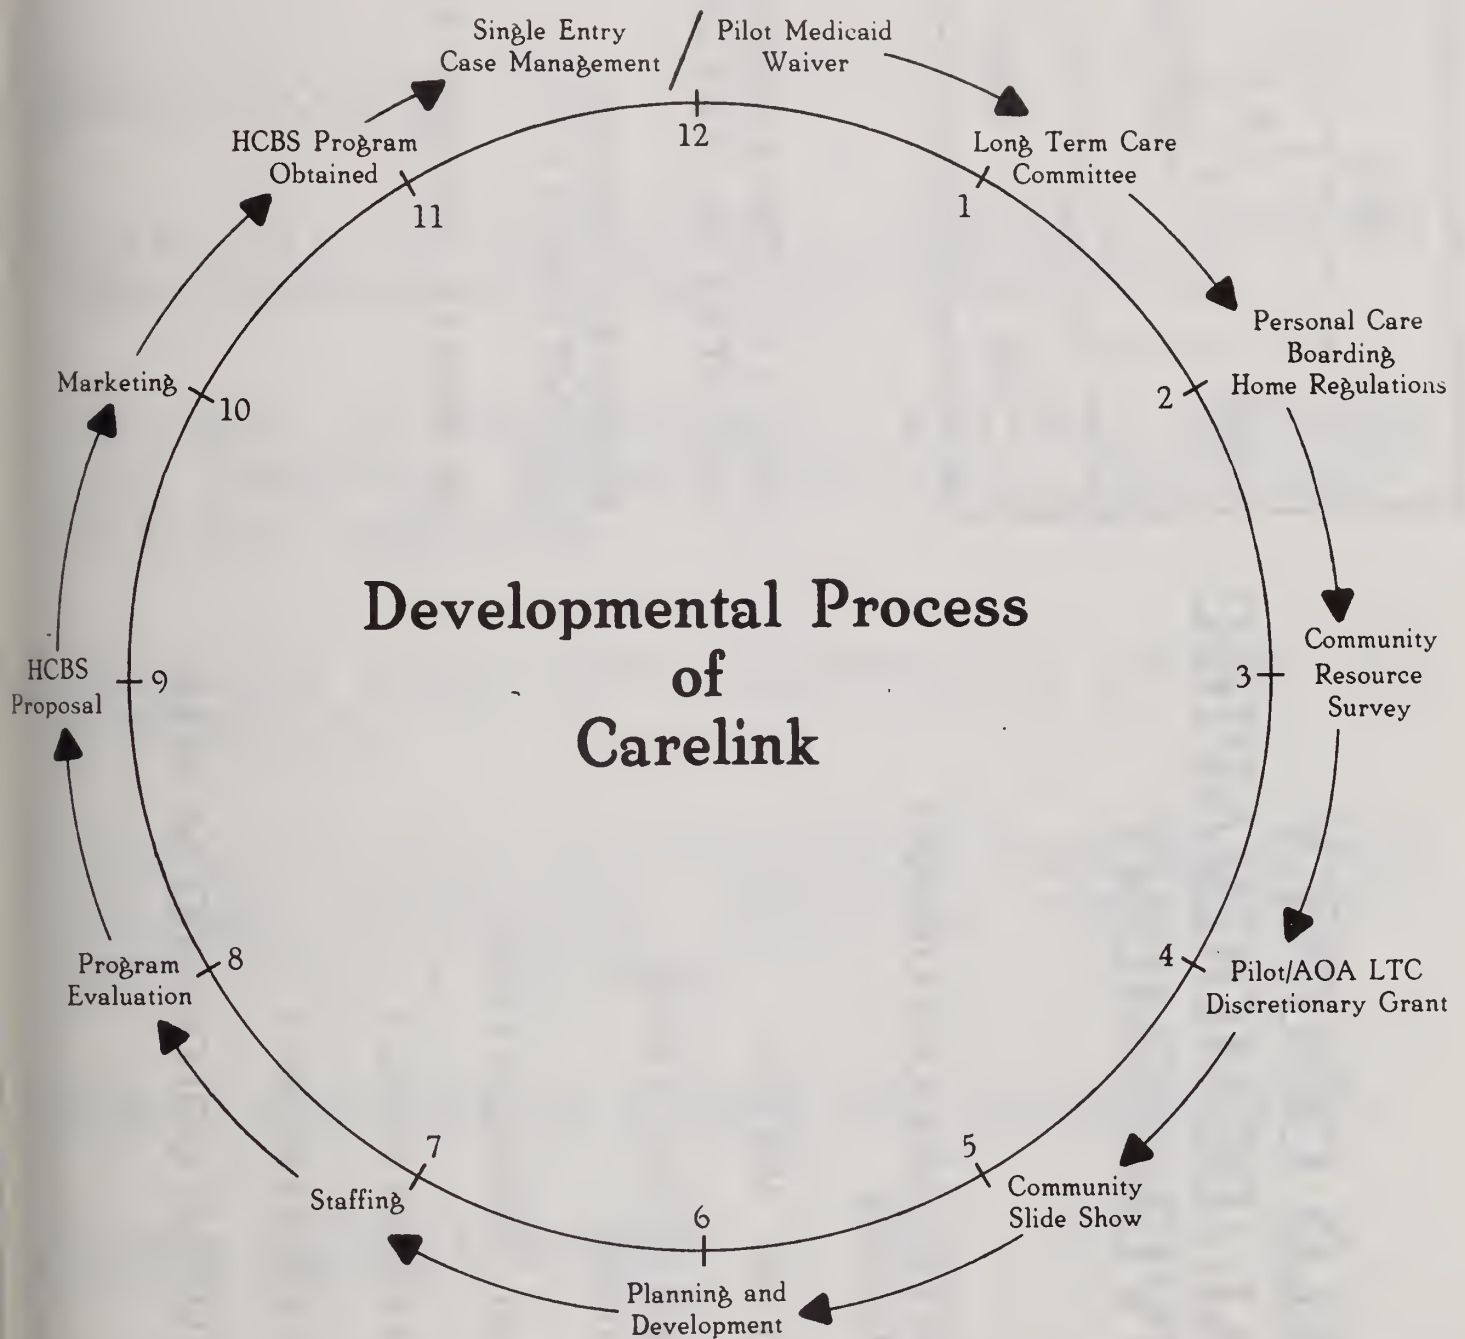 Single Entry
Case Management
/
Pilot Medicaid
Waiver
12
Long Term Care
Committee
1
Personal Care
Boarding
Home Regulations
2
Community
Resource
Survey
3
Pilot/AOA LTC
Discretionary Grant
4
Community
Slide Show
5
Planning and
Development
6
Staffing
7
Program
Evaluation
8
HCBS
Proposal
9
Marketing
10
HCBS Program
Obtained
11
Developmental Process
of
Carelink